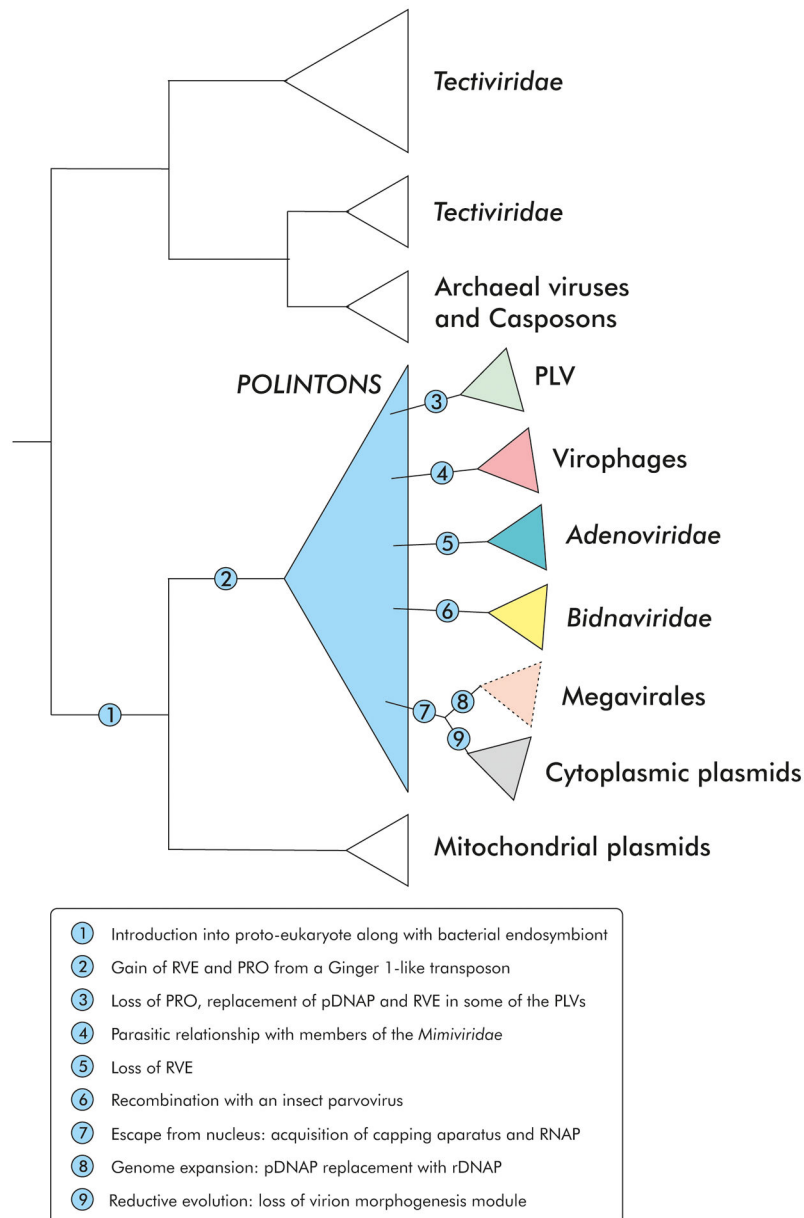 Tectiviridae
Tectiviridae
Archaeal viruses
and Casposons
POLINTONS
PLV
3
Virophages
4
Adenoviridae
5
2
6
Bidnaviridae
Megavirales
8
7
1
9
Cytoplasmic plasmids
Mitochondrial plasmids
1 Introduction into proto-eukaryote along with bacterial endosymbiont
2 Gain of RVE and PRO from a Ginger 1-like transposon
3 Loss of PRO, replacement of pDNAP and RVE in some of the PLVs
4 Parasitic relationship with members of the Mimiviridae
5 Loss of RVE
6 Recombination with an insect parvovirus
7 Escape from nucleus: acquisition of capping apparatus and RNAP
8 Genome expansion: pDNAP replacement with rDNAP
9 Reductive evolution: loss of virion morphogenesis module